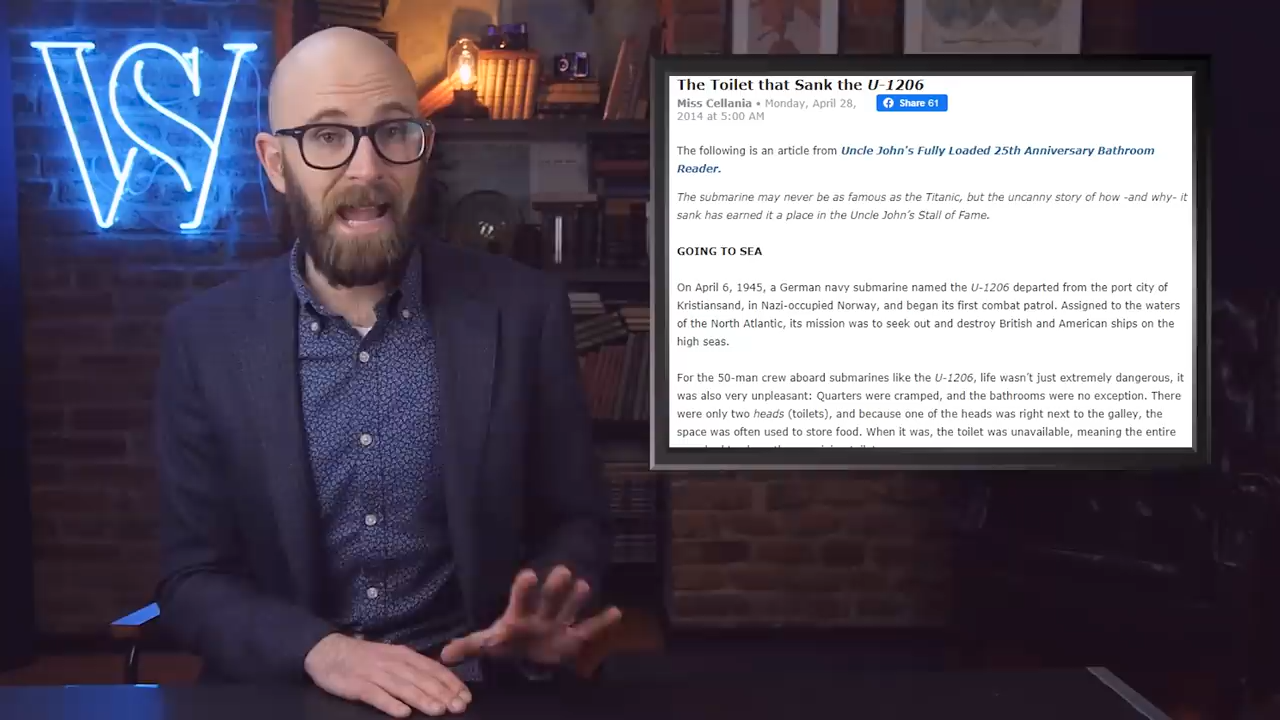 WS
The Toilet that Sank the U-1206
Miss Cellania • Monday, April 28,
2014 at 5:00 AM
Share 61
The following is an article from Uncle John's Fully Loaded 25th Anniversary Bathroom
Reader.
The submarine may never be as famous as the Titanic, but the uncanny story of how -and why- it
sank has earned it a place in the Uncle John's Stall of Fame.
GOING TO SEA
On April 6, 1945, a German navy submarine named the U-1206 departed from the port city of
Kristiansand, in Nazi-occupied Norway, and began its first combat patrol. Assigned to the waters
of the North Atlantic, its mission was to seek out and destroy British and American ships on the
high seas.
For the 50-man crew aboard submarines like the U-1206, life wasn't just extremely dangerous, it
was also very unpleasant: Quarters were cramped, and the bathrooms were no exception. There
were only two heads (toilets), and because one of the heads was right next to the galley, the
space was often used to store food. When it was, the toilet was unavailable, meaning the entire